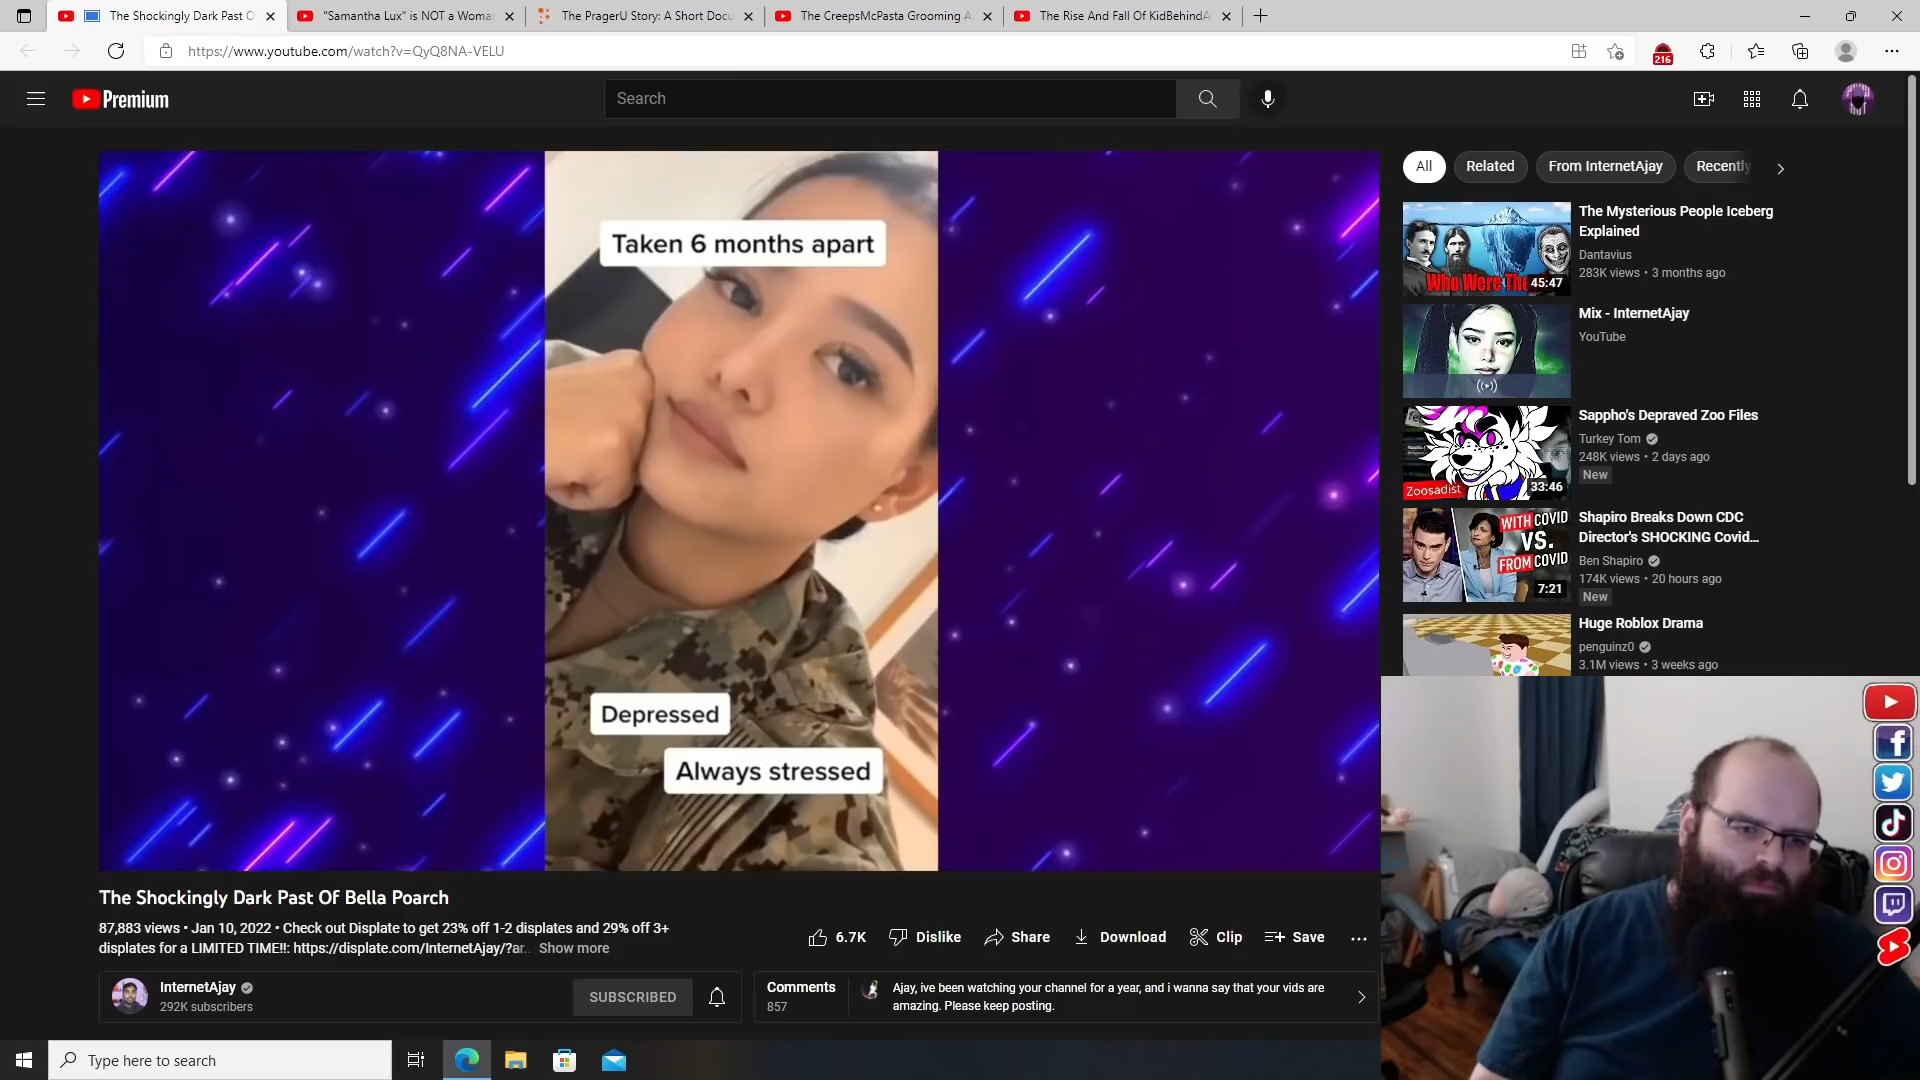 The Shockingly Dark Past O
"Samantha Lux" is NOT a Woma
The PragerU Story: A Short Docu
The CreepsMcPasta Grooming A
The Rise And Fall Of KidBehindA
https://www.youtube.com/watch?v=QyQ8NA-VELU
216
Premium
Search
Taken 6 months apart
Depressed
Always stressed
All
Related
From InternetAjay
Recently
Who Were The
45:47
The Mysterious People Iceberg
Explained
Dantavius
283K views • 3 months ago
Mix - InternetAjay
YouTube
Zoosadist
33:46
Sappho's Depraved Zoo Files
Turkey Tom
248K views • 2 days ago
New
WITH COVID
VS.
FROM COVID
7:21
Shapiro Breaks Down CDC
Director's SHOCKING Covid...
Ben Shapiro
174K views • 20 hours ago
New
Huge Roblox Drama
penguinz0
3.1M views • 3 weeks ago
The Shockingly Dark Past Of Bella Poarch
87,883 views • Jan 10, 2022 • Check out Displate to get 23% off 1-2 displates and 29% off 3+
displates for a LIMITED TIME!!: https://displate.com/InternetAjay/?ar... Show more
6.7K
Dislike
Share
Download
Clip
Save
InternetAjay
292K subscribers
SUBSCRIBED
Comments
857
Ajay, ive been watching your channel for a year, and i wanna say that your vids are
amazing. Please keep posting.
Type here to search